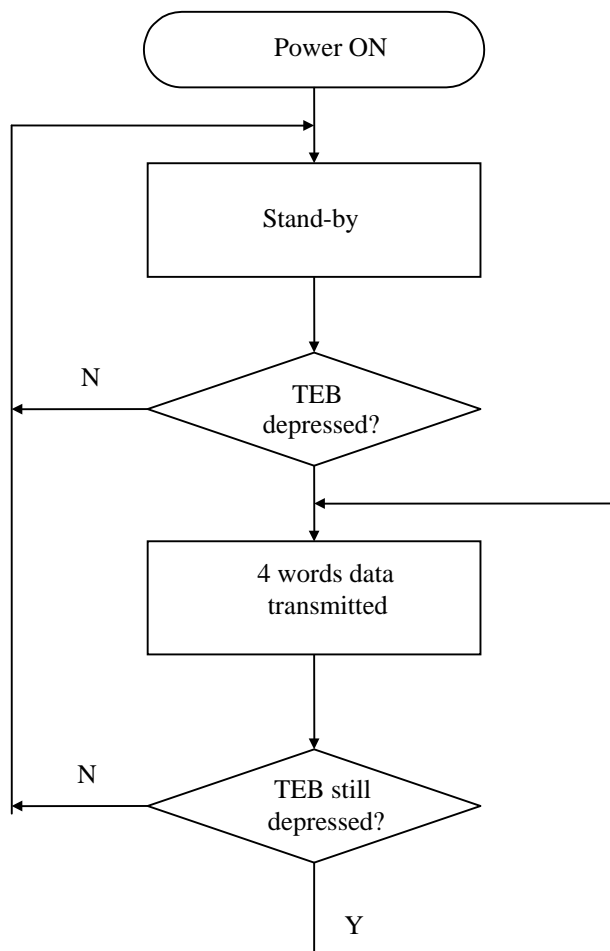 Power ON
Stand-by
N
TEB
depressed?
4 words data
transmitted
N
TEB still
depressed?
Y